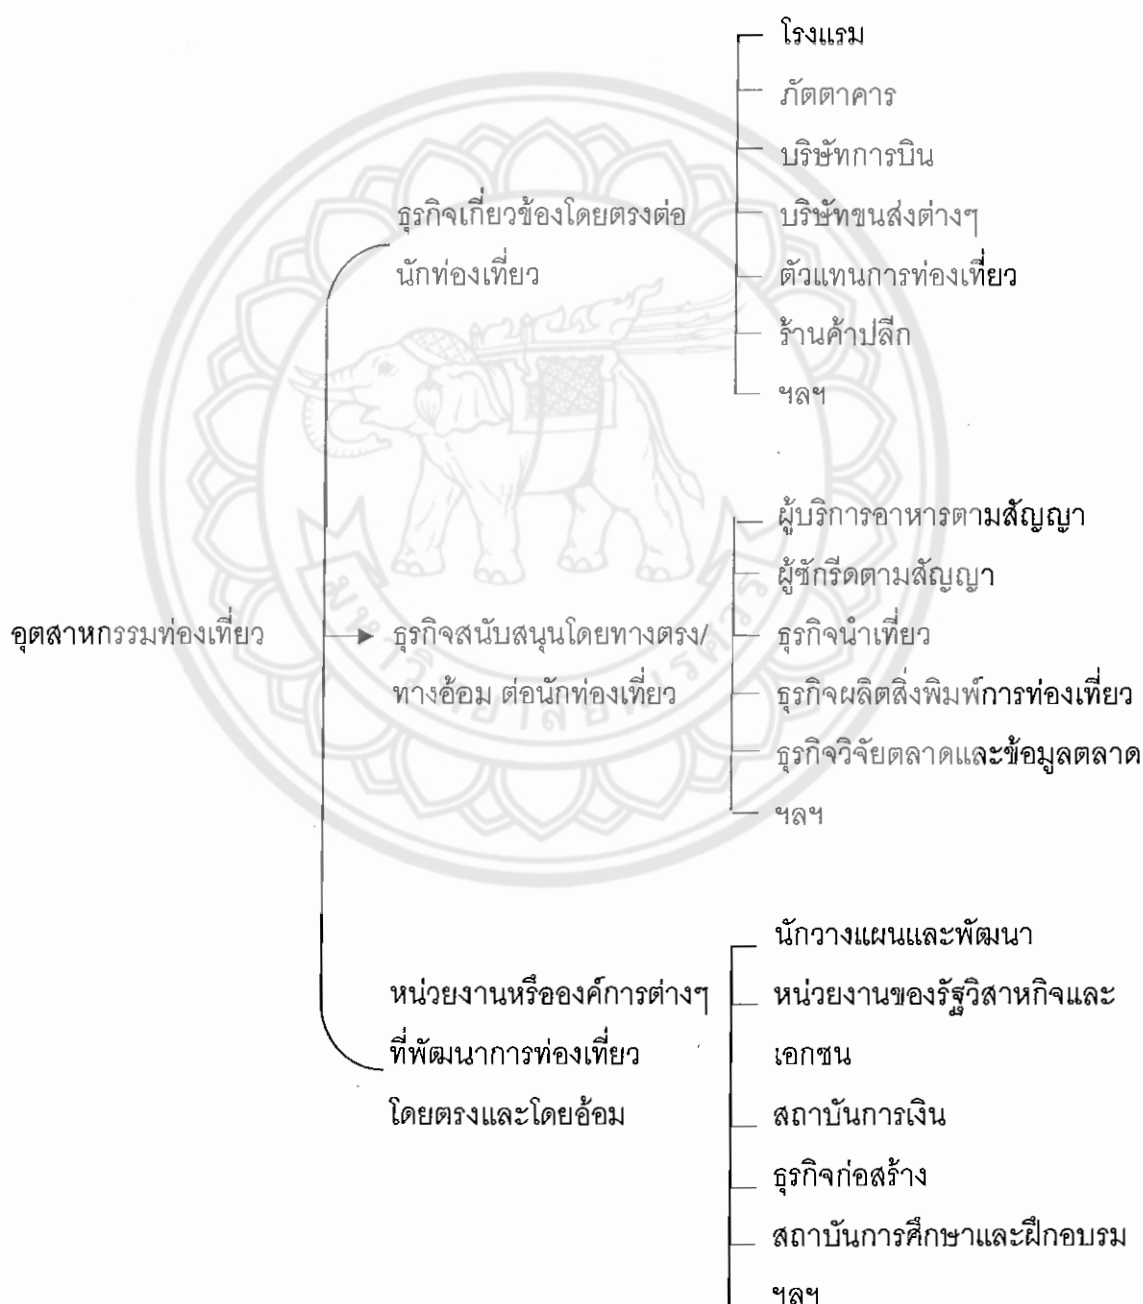 อุตสาหกรรมท่องเที่ยว
ธุรกิจเกี่ยวข้องโดยตรงต่อ
นักท่องเที่ยว
โรงแรม
ภัตตาคาร
บริษัทการบิน
บริษัทขนส่งต่างๆ
ตัวแทนการท่องเที่ยว
ร้านค้าปลีก
ฯลฯ
ธุรกิจสนับสนุนโดยทางตรง/
ทางอ้อม ต่อนักท่องเที่ยว
ผู้บริการอาหารตามสัญญา
ผู้ซักรีดตามสัญญา
ธุรกิจนำเที่ยว
ธุรกิจผลิตสิ่งพิมพ์การท่องเที่ยว
ธุรกิจวิจัยตลาดและข้อมูลตลาด
ฯลฯ
หน่วยงานหรือองค์การต่างๆ
ที่พัฒนาการท่องเที่ยว
โดยตรงและโดยอ้อม
นักวางแผนและพัฒนา
หน่วยงานของรัฐวิสาหกิจและ
เอกชน
สถาบันการเงิน
ธุรกิจก่อสร้าง
สถาบันการศึกษาและฝึกอบรม
ฯลฯ
มหาวิทยาลัยนเรศวร